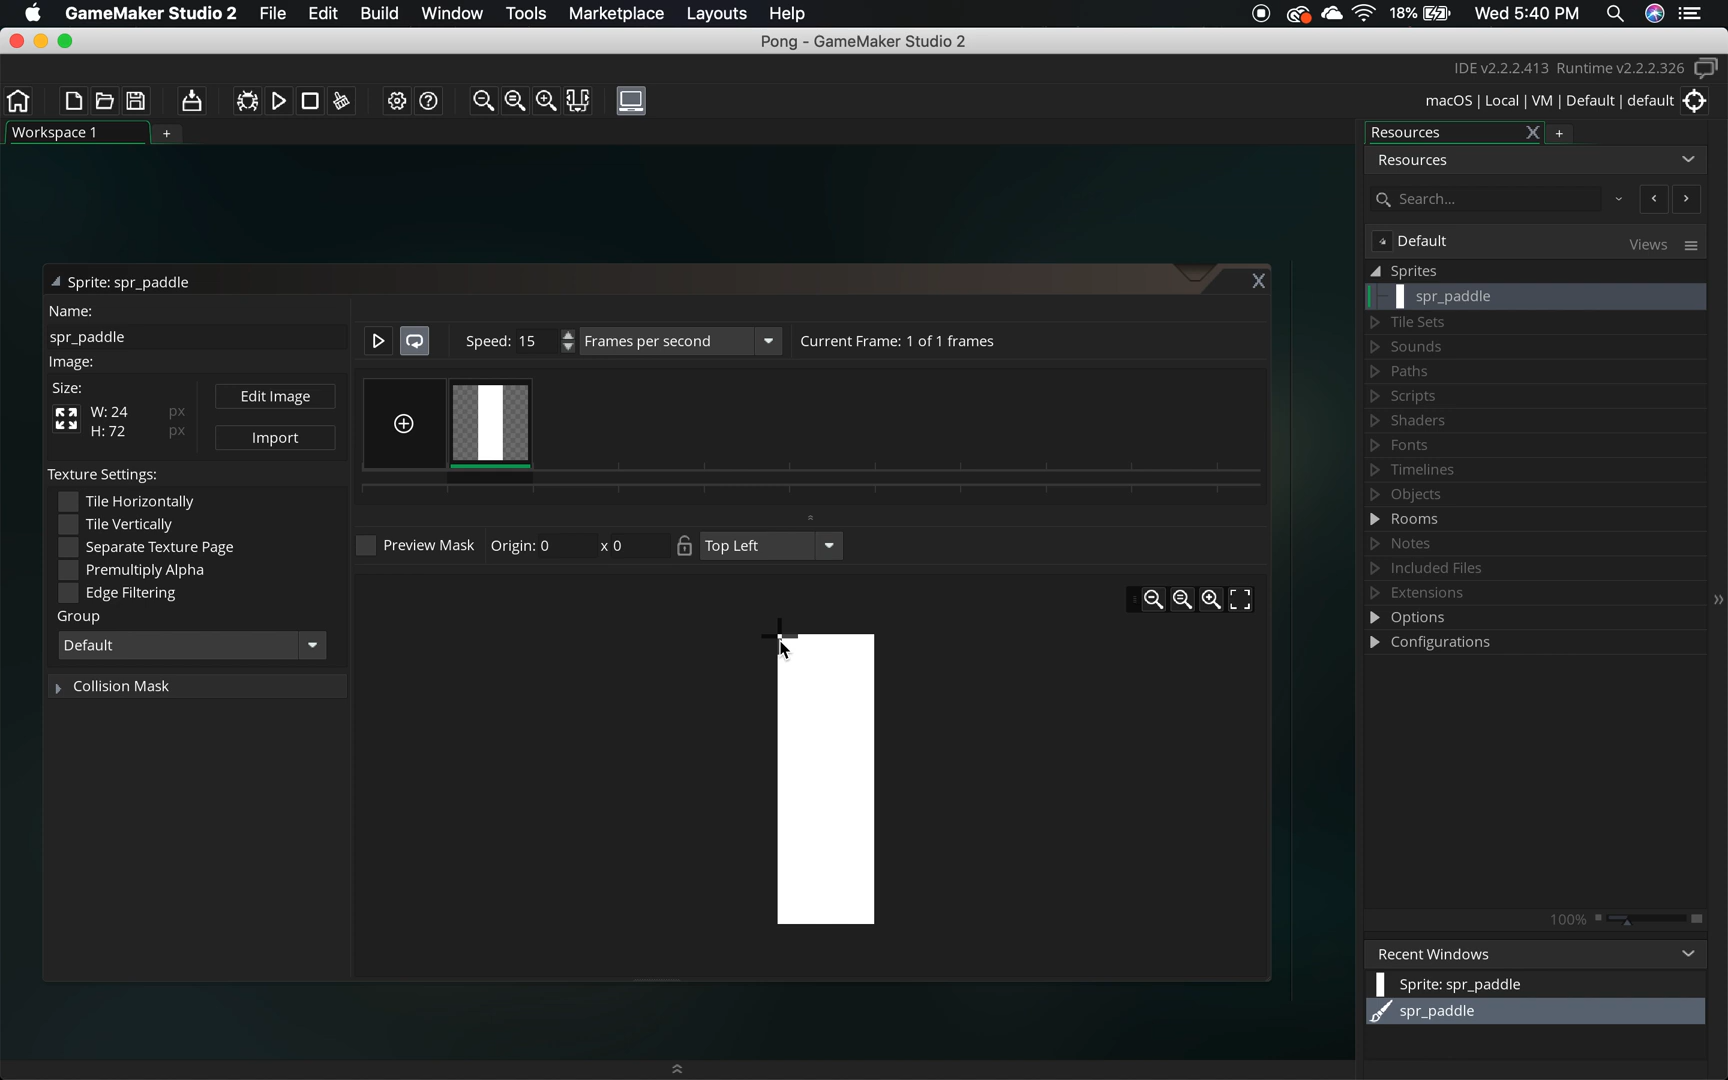 GameMaker Studio 2 File Edit Build Window Tools Marketplace Layouts Help 18% Wed 5:40 PM
Pong - GameMaker Studio 2
IDE v2.2.2.413 Runtime v2.2.2.326
macOS | Local | VM | Default | default
Workspace 1 +
Sprite: spr_paddle X
Name:
spr_paddle
Image:
Size:
W: 24 px
H: 72 px
Edit Image
Import
Texture Settings:
Tile Horizontally
Tile Vertically
Separate Texture Page
Premultiply Alpha
Edge Filtering
Group
Default
Collision Mask
Speed: 15 Frames per second Current Frame: 1 of 1 frames
Preview Mask Origin: 0 x 0 Top Left
Resources X +
Resources
Search...
Default Views
Sprites
spr_paddle
Tile Sets
Sounds
Paths
Scripts
Shaders
Fonts
Timelines
Objects
Rooms
Notes
Included Files
Extensions
Options
Configurations
100%
Recent Windows
Sprite: spr_paddle
spr_paddle